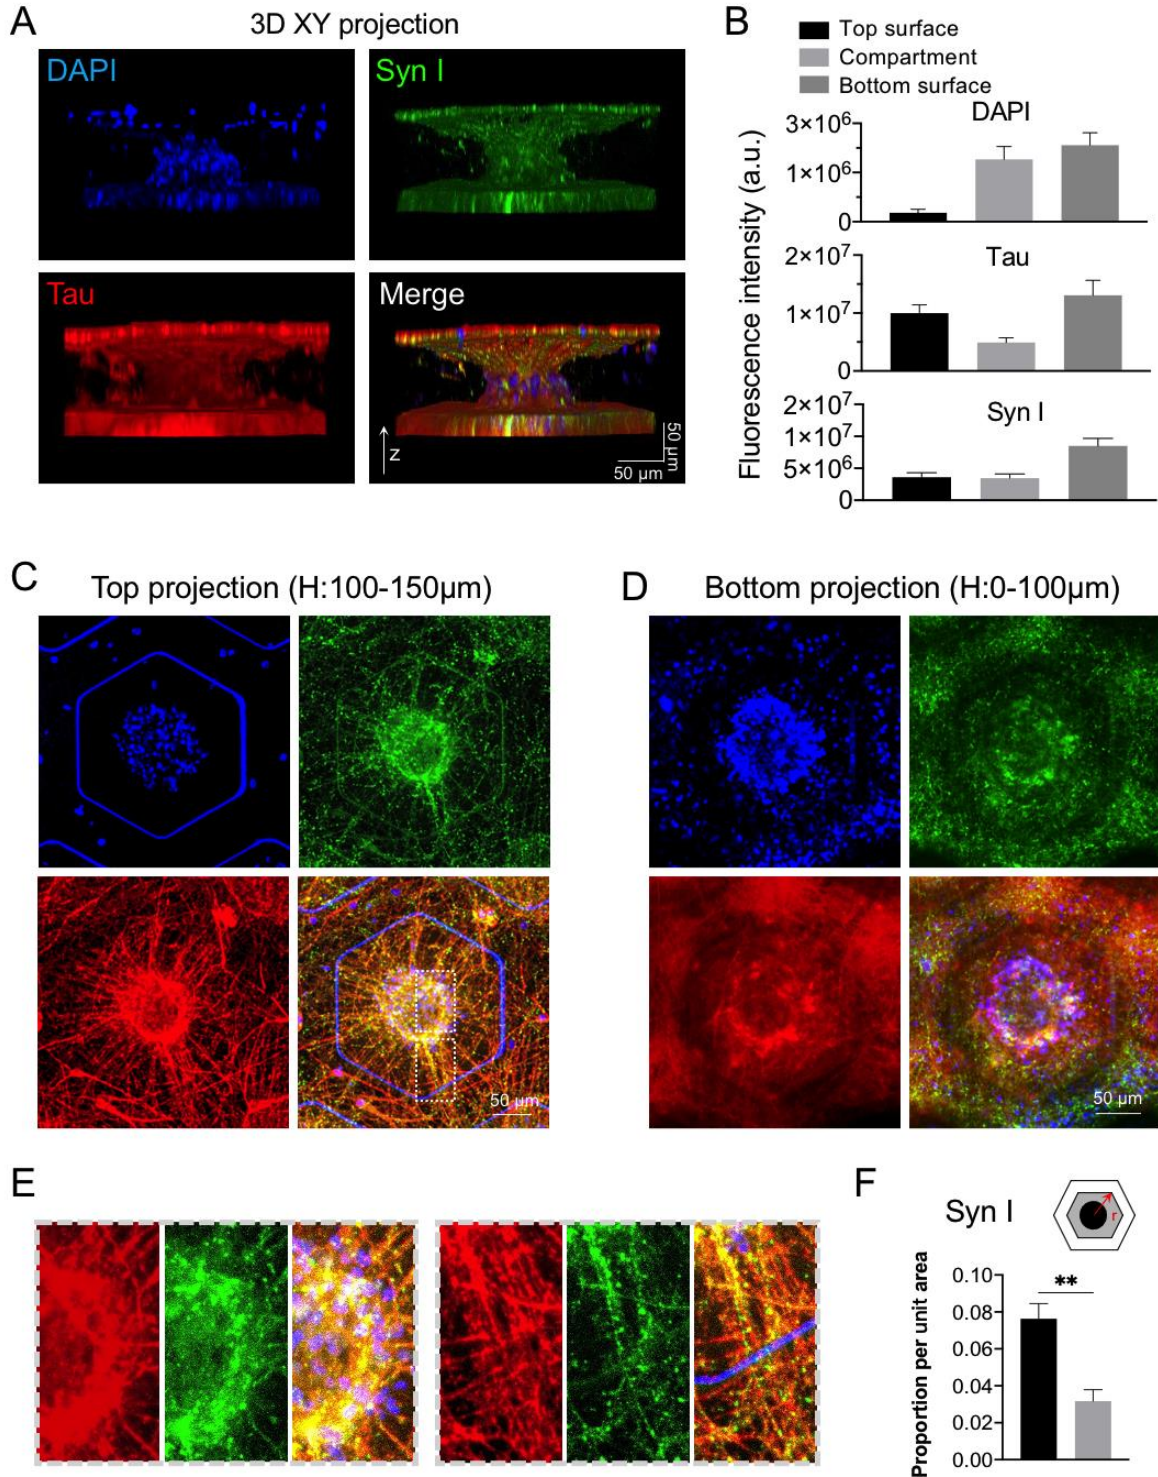 A
3D XY projection
DAPI
Syn I
Tau
Merge
z
50 µm
50 µm
B
Top surface
Compartment
Bottom surface
Fluorescence intensity (a.u.)
DAPI
3×10⁶
1×10⁶
0
Tau
2×10⁷
1×10⁷
0
Syn I
2×10⁷
1×10⁷
5×10⁶
0
C
Top projection (H:100-150µm)
50 µm
D
Bottom projection (H:0-100µm)
50 µm
E
F
Syn I
r
Proportion per unit area
0.10
0.08
0.06
0.04
0.02
0.00
**